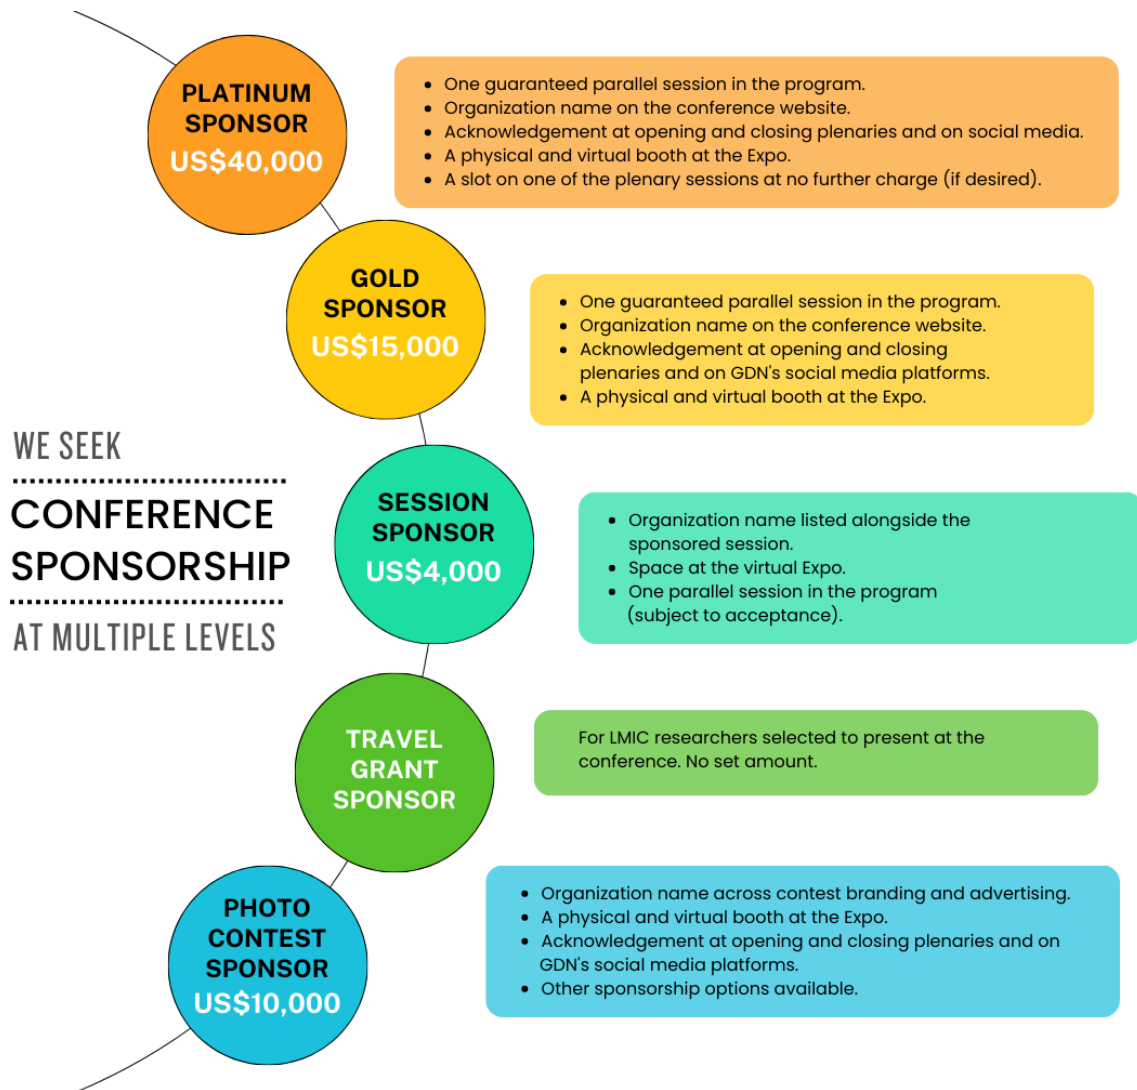 WE SEEK
CONFERENCE
SPONSORSHIP
AT MULTIPLE LEVELS
PLATINUM
SPONSOR
US$40,000
• One guaranteed parallel session in the program.
• Organization name on the conference website.
• Acknowledgement at opening and closing plenaries and on social media.
• A physical and virtual booth at the Expo.
• A slot on one of the plenary sessions at no further charge (if desired).
GOLD
SPONSOR
US$15,000
• One guaranteed parallel session in the program.
• Organization name on the conference website.
• Acknowledgement at opening and closing
plenaries and on GDN's social media platforms.
• A physical and virtual booth at the Expo.
SESSION
SPONSOR
US$4,000
• Organization name listed alongside the
sponsored session.
• Space at the virtual Expo.
• One parallel session in the program
(subject to acceptance).
TRAVEL
GRANT
SPONSOR
For LMIC researchers selected to present at the
conference. No set amount.
PHOTO
CONTEST
SPONSOR
US$10,000
• Organization name across contest branding and advertising.
• A physical and virtual booth at the Expo.
• Acknowledgement at opening and closing plenaries and on
GDN's social media platforms.
• Other sponsorship options available.